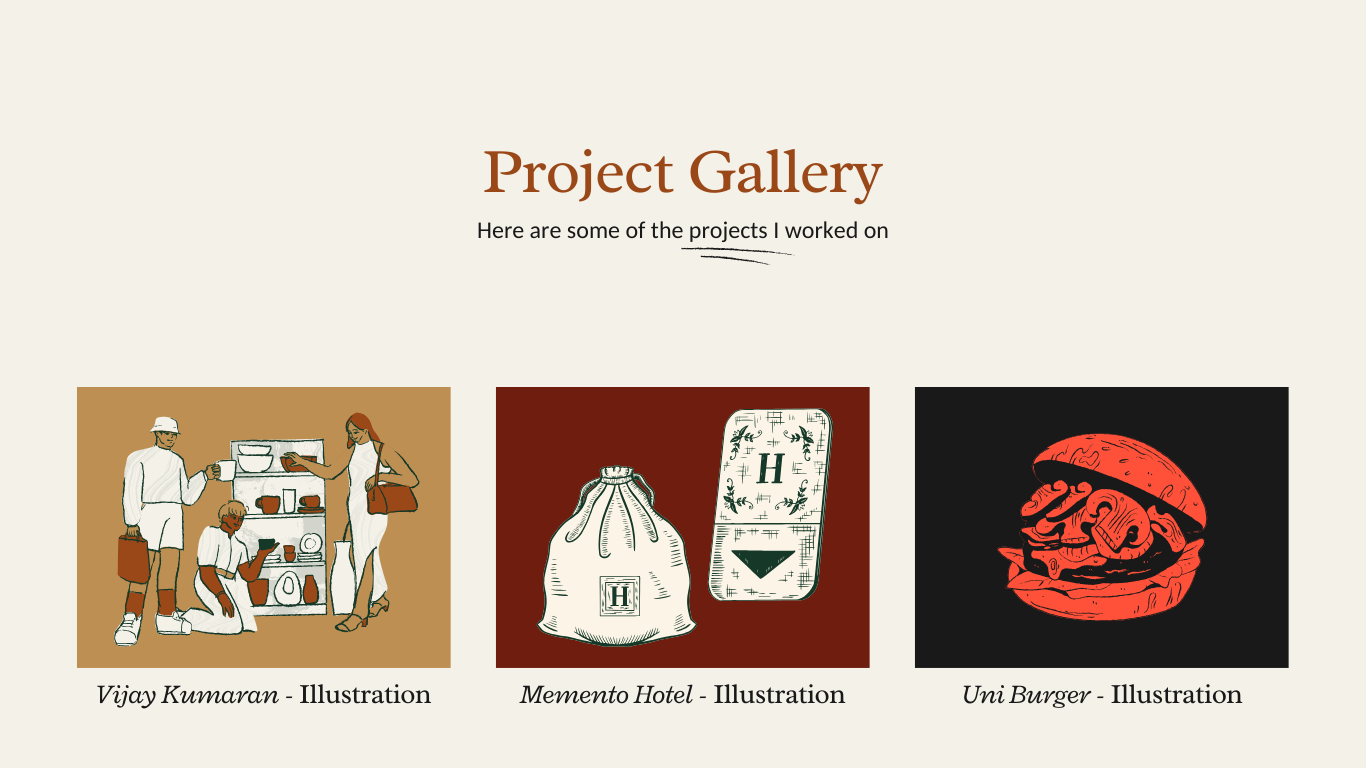 Project Gallery
Here are some of the projects I worked on
H
H
Vijay Kumaran - Illustration
Memento Hotel - Illustration
Uni Burger - Illustration